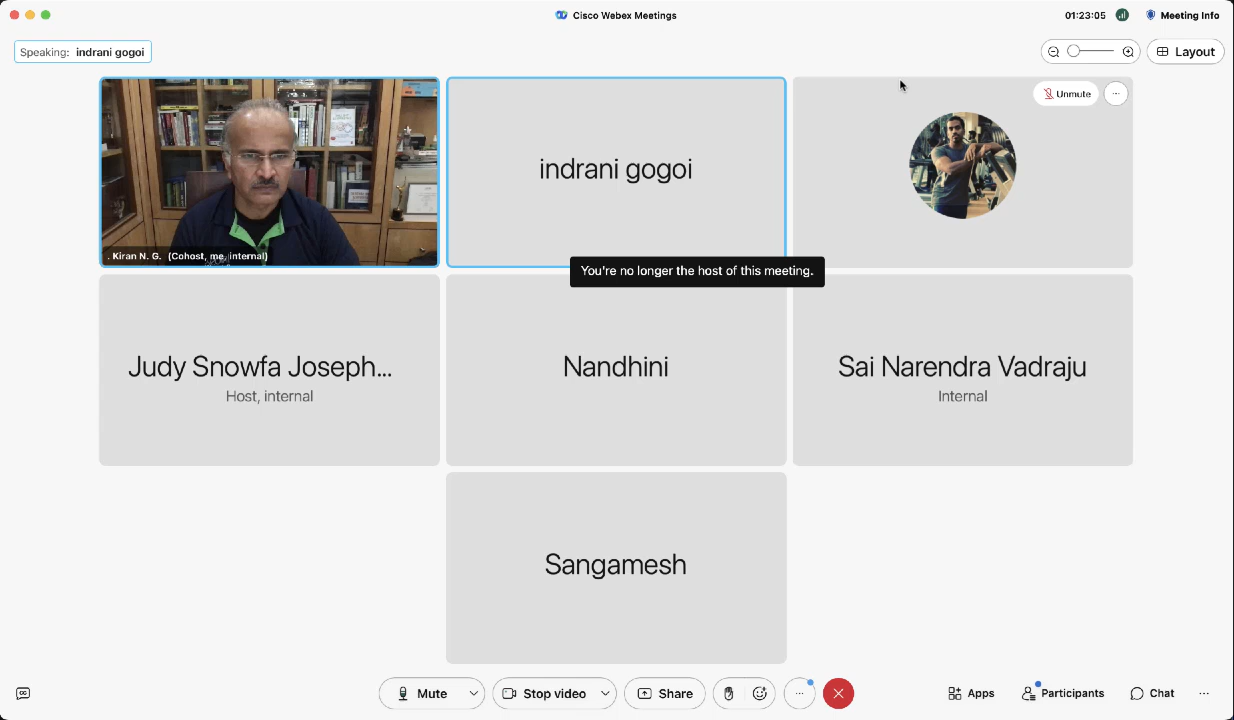 Cisco Webex Meetings
01:23:05
Meeting Info
Speaking: indrani gogoi
Layout
. Kiran N. G. (Cohost, me, internal)
indrani gogoi
Unmute
You're no longer the host of this meeting.
Judy Snowfa Joseph...
Host, internal
Nandhini
Sai Narendra Vadraju
Internal
Sangamesh
Mute
Stop video
Share
Apps
Participants
Chat